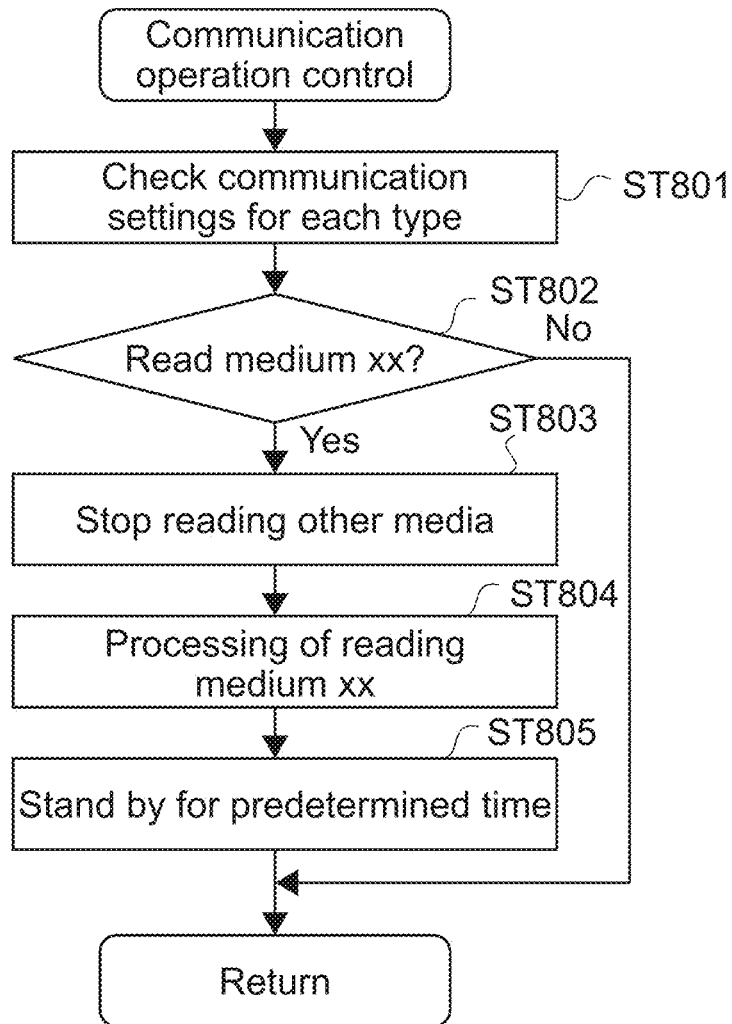 Communication
operation control
Check communication
settings for each type
ST801
ST802
Read medium xx?
No
Yes
ST803
Stop reading other media
ST804
Processing of reading
medium xx
ST805
Stand by for predetermined time
Return